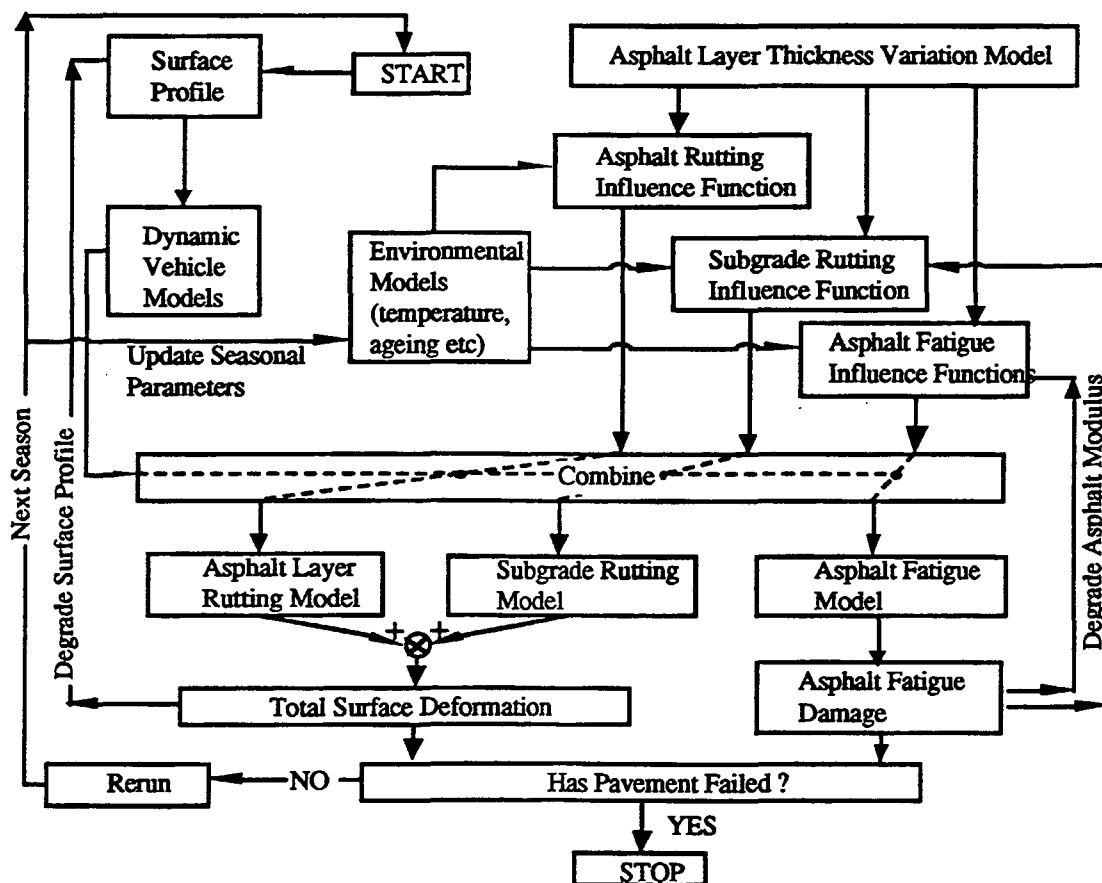 START
Surface
Profile
Asphalt Layer Thickness Variation Model
Asphalt Rutting
Influence Function
Dynamic
Vehicle
Models
Environmental
Models
(temperature,
ageing etc)
Subgrade Rutting
Influence Function
Update Seasonal
Parameters
Asphalt Fatigue
Influence Functions
Next Season
Degrade Surface Profile
Degrade Asphalt Modulus
Combine
Asphalt Layer
Rutting Model
Subgrade Rutting
Model
Asphalt Fatigue
Model
+ +
Total Surface Deformation
Asphalt Fatigue
Damage
Rerun
NO
Has Pavement Failed ?
YES
STOP